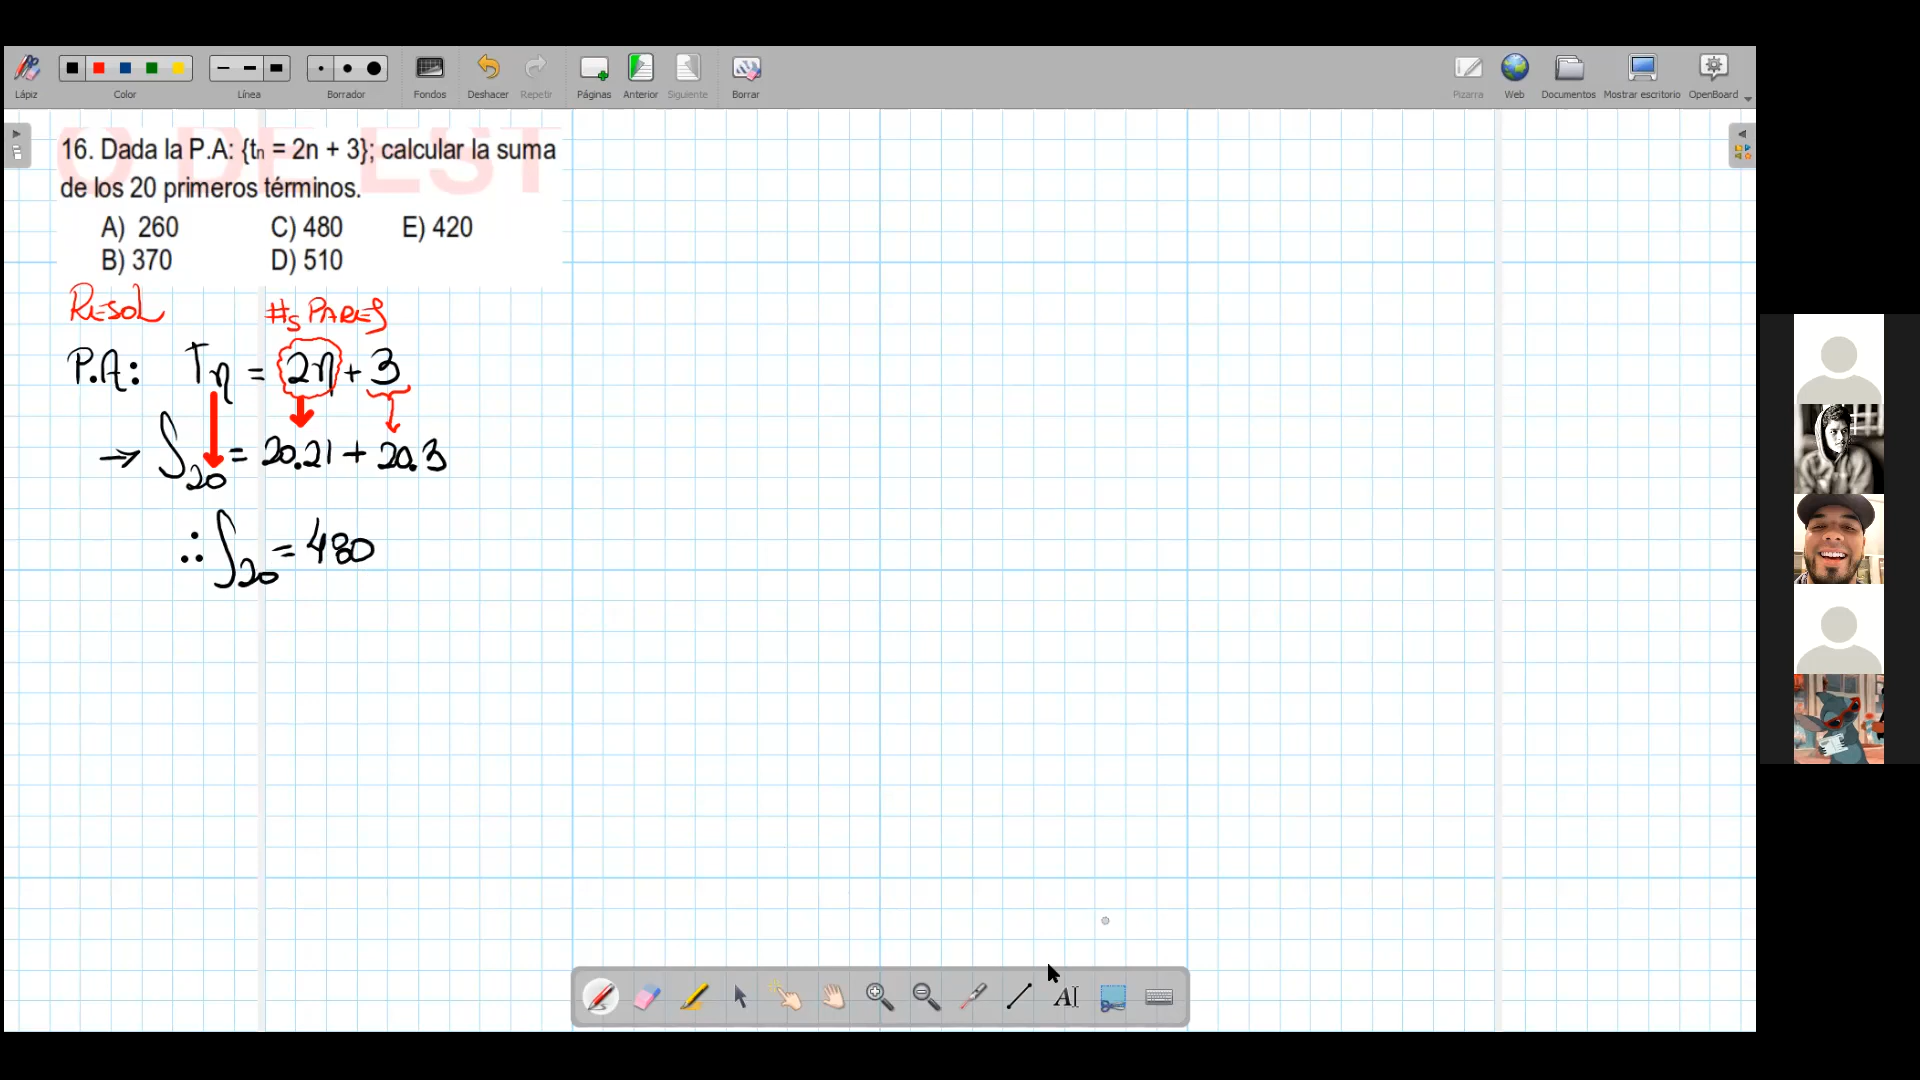 Lápiz
Color
Línea
Borrador
Fondos
Deshacer
Repetir
Páginas
Anterior
Siguiente
Borrar
Pizarra
Web
Documentos
Mostrar escritorio
OpenBoard
O DE EST
16. Dada la P.A: {tn = 2n + 3}; calcular la suma
de los 20 primeros términos.
A) 260 C) 480 E) 420
B) 370 D) 510
RESOL #s PARES
P.A: Tn = 2n + 3
→ S20 = 20.21 + 20.3
∴ S20 = 480